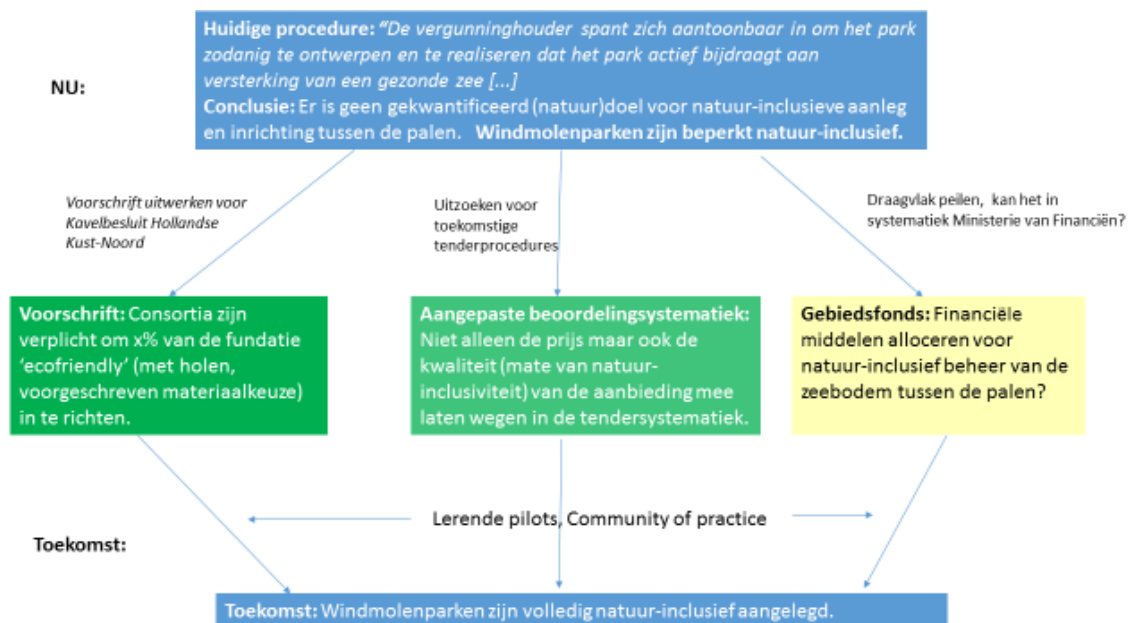 Huidige procedure: “De vergunninghouder spant zich aantoonbaar in om het park
zodanig te ontwerpen en te realiseren dat het park actief bijdraagt aan
versterking van een gezonde zee [...]
Conclusie: Er is geen gekwantificeerd (natuur)doel voor natuur-inclusieve aanleg
en inrichting tussen de palen. Windmolenparken zijn beperkt natuur-inclusief.
NU:
Voorschrift uitwerken voor
Kavelbesluit Hollandse
Kust-Noord
Uitzoeken voor
toekomstige
tenderprocedures
Draagvlak peilen, kan het in
systematiek Ministerie van Financiën?
Voorschrift: Consortia zijn
verplicht om x% van de fundatie
‘ecofriendly’ (met holen,
voorgeschreven materiaalkeuze)
in te richten.
Aangepaste beoordelingsystematiek:
Niet alleen de prijs maar ook de
kwaliteit (mate van natuur-
inclusiviteit) van de aanbieding mee
laten wegen in de tendersystematiek.
Gebiedsfonds: Financiële
middelen alloceren voor
natuur-inclusief beheer van de
zeebodem tussen de palen?
Lerende pilots, Community of practice
Toekomst:
Toekomst: Windmolenparken zijn volledig natuur-inclusief aangelegd.